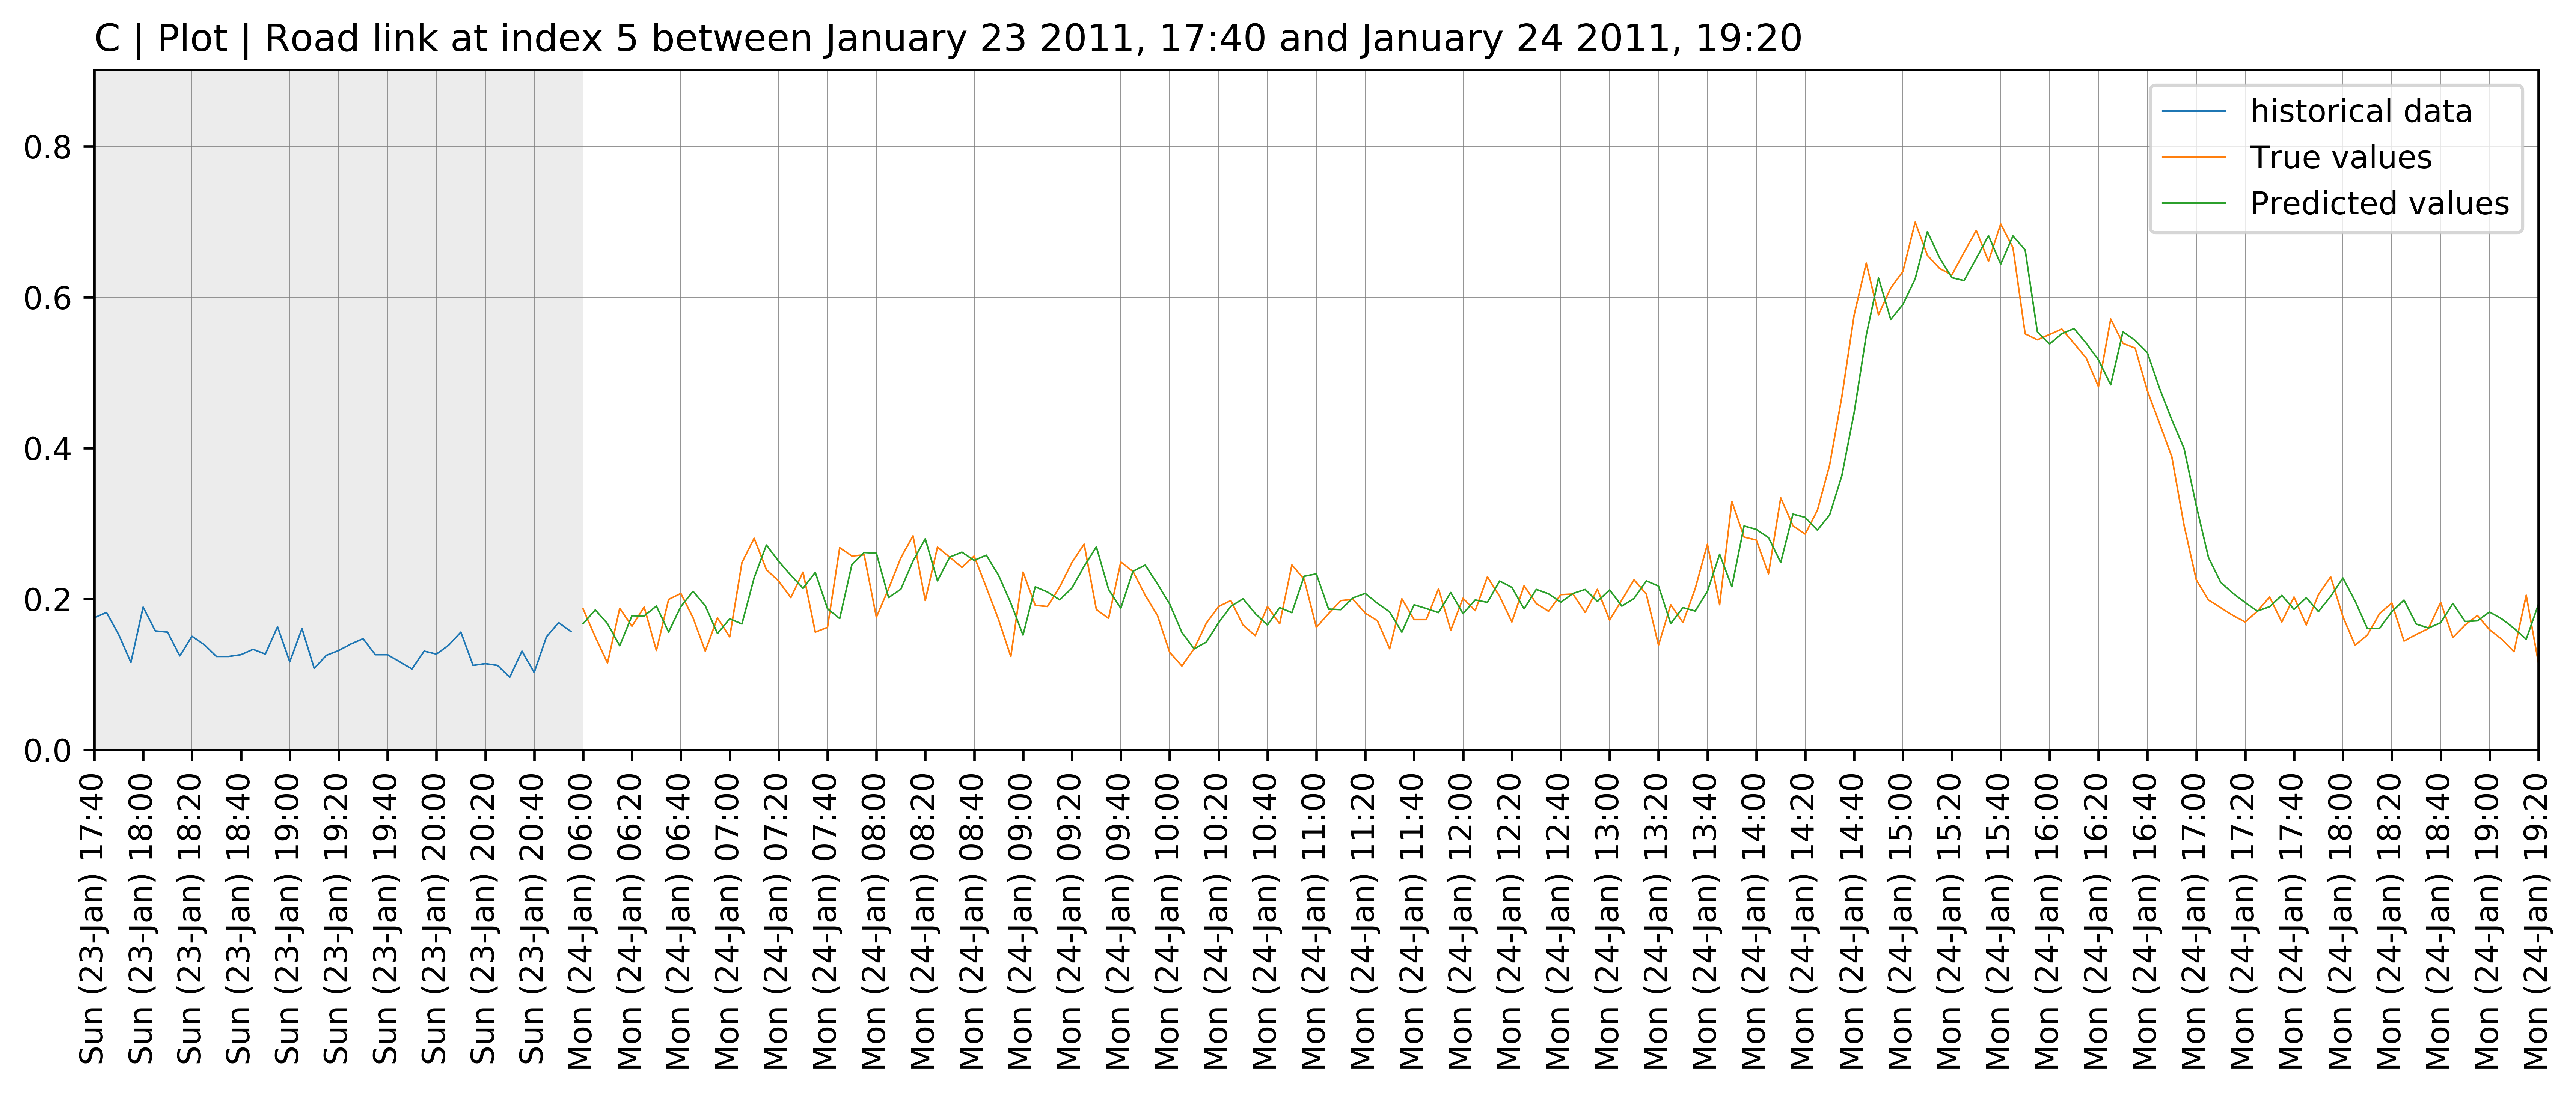 C | Plot | Road link at index 5 between January 23 2011, 17:40 and January 24 2011, 19:20
historical data
True values
Predicted values
0.8
0.6
0.4
0.2
0.0
Sun (23-Jan) 17:40
Sun (23-Jan) 18:00
Sun (23-Jan) 18:20
Sun (23-Jan) 18:40
Sun (23-Jan) 19:00
Sun (23-Jan) 19:20
Sun (23-Jan) 19:40
Sun (23-Jan) 20:00
Sun (23-Jan) 20:20
Sun (23-Jan) 20:40
Mon (24-Jan) 06:00
Mon (24-Jan) 06:20
Mon (24-Jan) 06:40
Mon (24-Jan) 07:00
Mon (24-Jan) 07:20
Mon (24-Jan) 07:40
Mon (24-Jan) 08:00
Mon (24-Jan) 08:20
Mon (24-Jan) 08:40
Mon (24-Jan) 09:00
Mon (24-Jan) 09:20
Mon (24-Jan) 09:40
Mon (24-Jan) 10:00
Mon (24-Jan) 10:20
Mon (24-Jan) 10:40
Mon (24-Jan) 11:00
Mon (24-Jan) 11:20
Mon (24-Jan) 11:40
Mon (24-Jan) 12:00
Mon (24-Jan) 12:20
Mon (24-Jan) 12:40
Mon (24-Jan) 13:00
Mon (24-Jan) 13:20
Mon (24-Jan) 13:40
Mon (24-Jan) 14:00
Mon (24-Jan) 14:20
Mon (24-Jan) 14:40
Mon (24-Jan) 15:00
Mon (24-Jan) 15:20
Mon (24-Jan) 15:40
Mon (24-Jan) 16:00
Mon (24-Jan) 16:20
Mon (24-Jan) 16:40
Mon (24-Jan) 17:00
Mon (24-Jan) 17:20
Mon (24-Jan) 17:40
Mon (24-Jan) 18:00
Mon (24-Jan) 18:20
Mon (24-Jan) 18:40
Mon (24-Jan) 19:00
Mon (24-Jan) 19:20